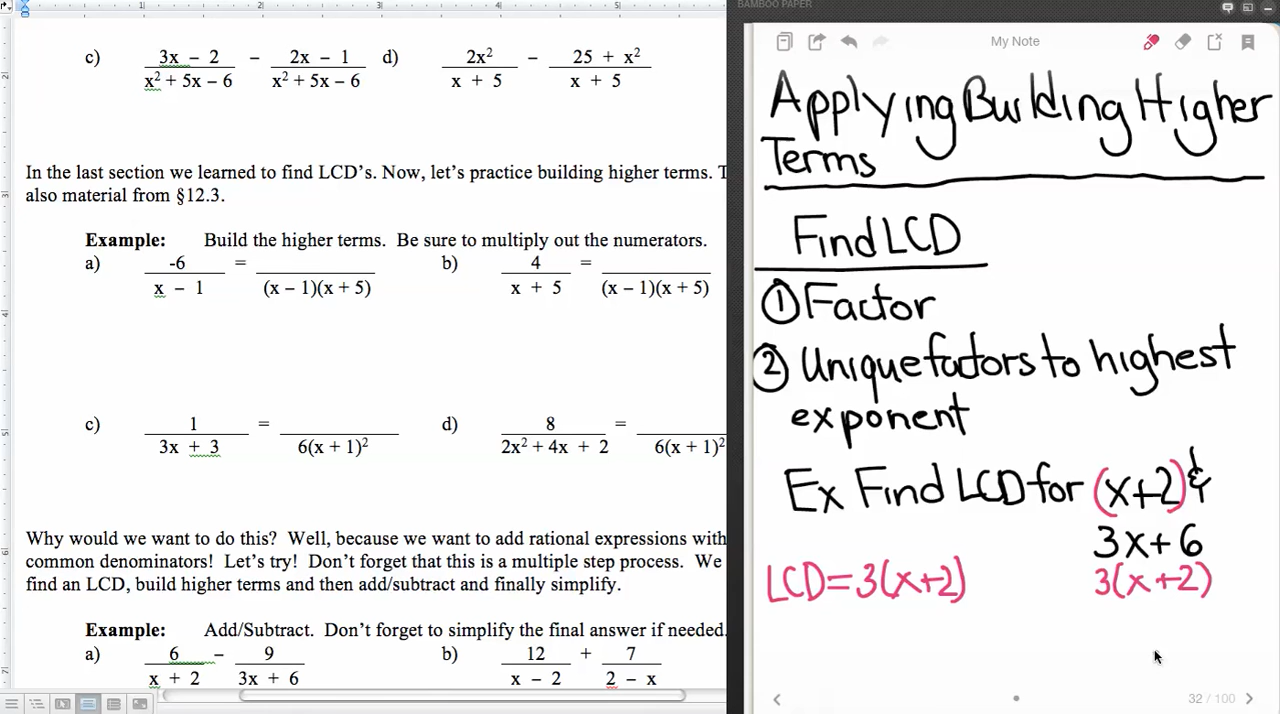 BAMBOO PAPER
c) 3x – 2 – 2x – 1 d) 2x² – 25 + x²
x² + 5x – 6 x² + 5x – 6 x + 5 x + 5
In the last section we learned to find LCD's. Now, let's practice building higher terms. T
also material from §12.3.
Example: Build the higher terms. Be sure to multiply out the numerators.
a) -6 = b) 4 =
x – 1 (x – 1)(x + 5) x + 5 (x – 1)(x + 5)
c) 1 = d) 8 =
3x + 3 6(x + 1)² 2x² + 4x + 2 6(x + 1)²
Why would we want to do this? Well, because we want to add rational expressions with
common denominators! Let's try! Don't forget that this is a multiple step process. We
find an LCD, build higher terms and then add/subtract and finally simplify.
Example: Add/Subtract. Don't forget to simplify the final answer if needed.
a) 6 – 9 b) 12 + 7
x + 2 3x + 6 x – 2 2 – x
My Note
Applying Building Higher
Terms
Find LCD
① Factor
② Unique factors to highest
exponent
Ex Find LCD for (x+2) &
3x+6
LCD = 3(x+2) 3(x+2)
32 / 100